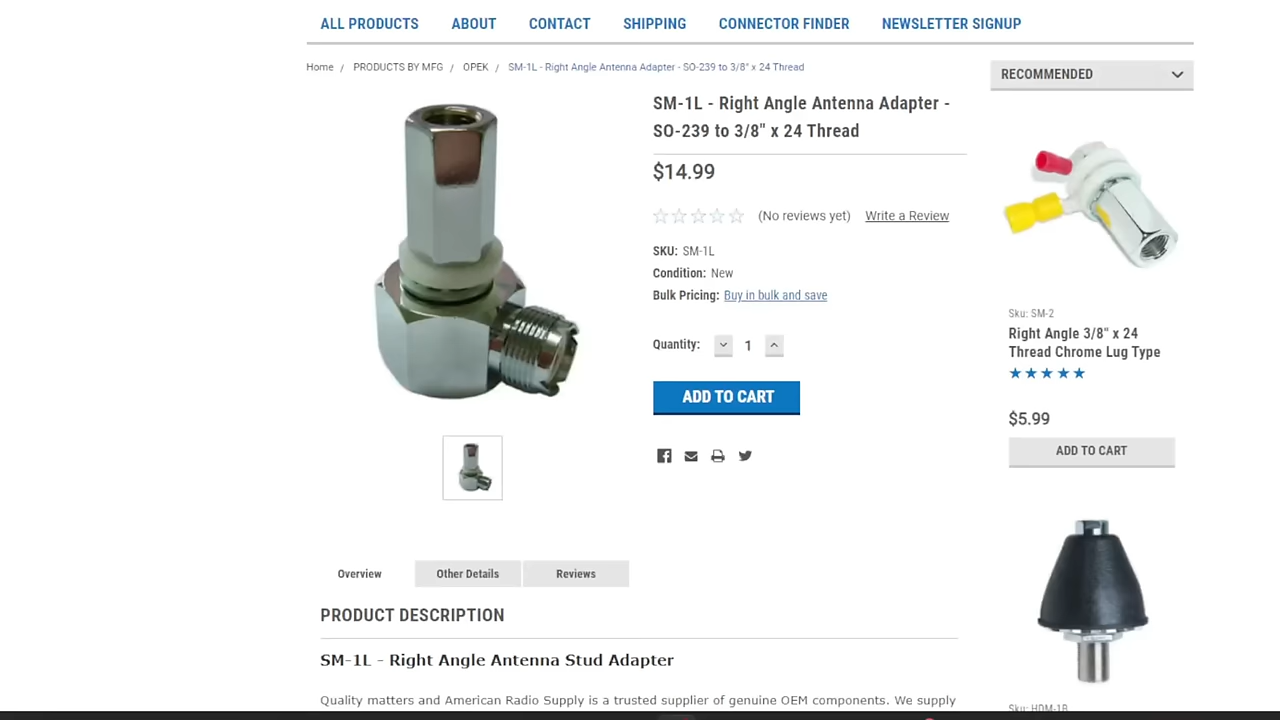 ALL PRODUCTS ABOUT CONTACT SHIPPING CONNECTOR FINDER NEWSLETTER SIGNUP
Home / PRODUCTS BY MFG / OPEK / SM-1L - Right Angle Antenna Adapter - SO-239 to 3/8" x 24 Thread
RECOMMENDED
SM-1L - Right Angle Antenna Adapter -
SO-239 to 3/8" x 24 Thread
$14.99
(No reviews yet) Write a Review
SKU: SM-1L
Condition: New
Bulk Pricing: Buy in bulk and save
Quantity: 1
ADD TO CART
Sku: SM-2
Right Angle 3/8" x 24
Thread Chrome Lug Type
$5.99
ADD TO CART
Sku: HDM-1B
Overview Other Details Reviews
PRODUCT DESCRIPTION
SM-1L - Right Angle Antenna Stud Adapter
Quality matters and American Radio Supply is a trusted supplier of genuine OEM components. We supply